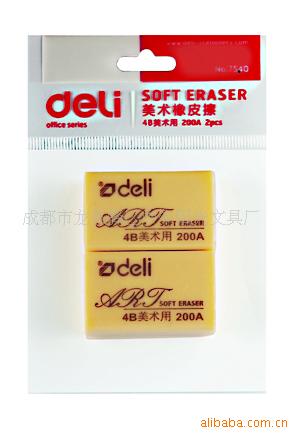 No.7540
deli
office series
SOFT ERASER
美术橡皮擦
4B美术用 200A 2pcs
deli
ART SOFT ERASER
4B美术用 200A
deli
ART SOFT ERASER
4B美术用 200A
成都市龙
文具厂
alibaba.com.cn